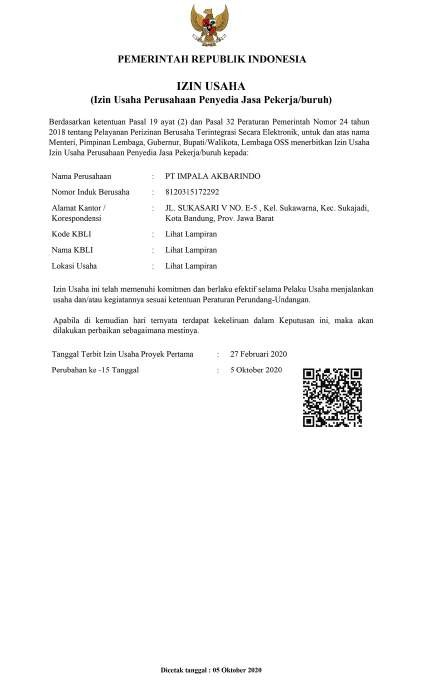 PEMERINTAH REPUBLIK INDONESIA
IZIN USAHA
(Izin Usaha Perusahaan Penyedia Jasa Pekerja/buruh)
Berdasarkan ketentuan Pasal 19 ayat (2) dan Pasal 32 Peraturan Pemerintah Nomor 24 tahun
2018 tentang Pelayanan Perizinan Berusaha Terintegrasi Secara Elektronik, untuk dan atas nama
Menteri, Pimpinan Lembaga, Gubernur, Bupati/Walikota, Lembaga OSS menerbitkan Izin Usaha
Izin Usaha Perusahaan Penyedia Jasa Pekerja/buruh kepada:
Nama Perusahaan : PT IMPALA AKBARINDO
Nomor Induk Berusaha : 8120315172292
Alamat Kantor / : JL. SUKASARI V NO. E-5 , Kel. Sukawarna, Kec. Sukajadi,
Korespondensi Kota Bandung, Prov. Jawa Barat
Kode KBLI : Lihat Lampiran
Nama KBLI : Lihat Lampiran
Lokasi Usaha : Lihat Lampiran
Izin Usaha ini telah memenuhi komitmen dan berlaku efektif selama Pelaku Usaha menjalankan
usaha dan/atau kegiatannya sesuai ketentuan Peraturan Perundang-Undangan.
Apabila di kemudian hari ternyata terdapat kekeliruan dalam Keputusan ini, maka akan
dilakukan perbaikan sebagaimana mestinya.
Tanggal Terbit Izin Usaha Proyek Pertama : 27 Februari 2020
Perubahan ke -15 Tanggal : 5 Oktober 2020
Dicetak tanggal : 05 Oktober 2020